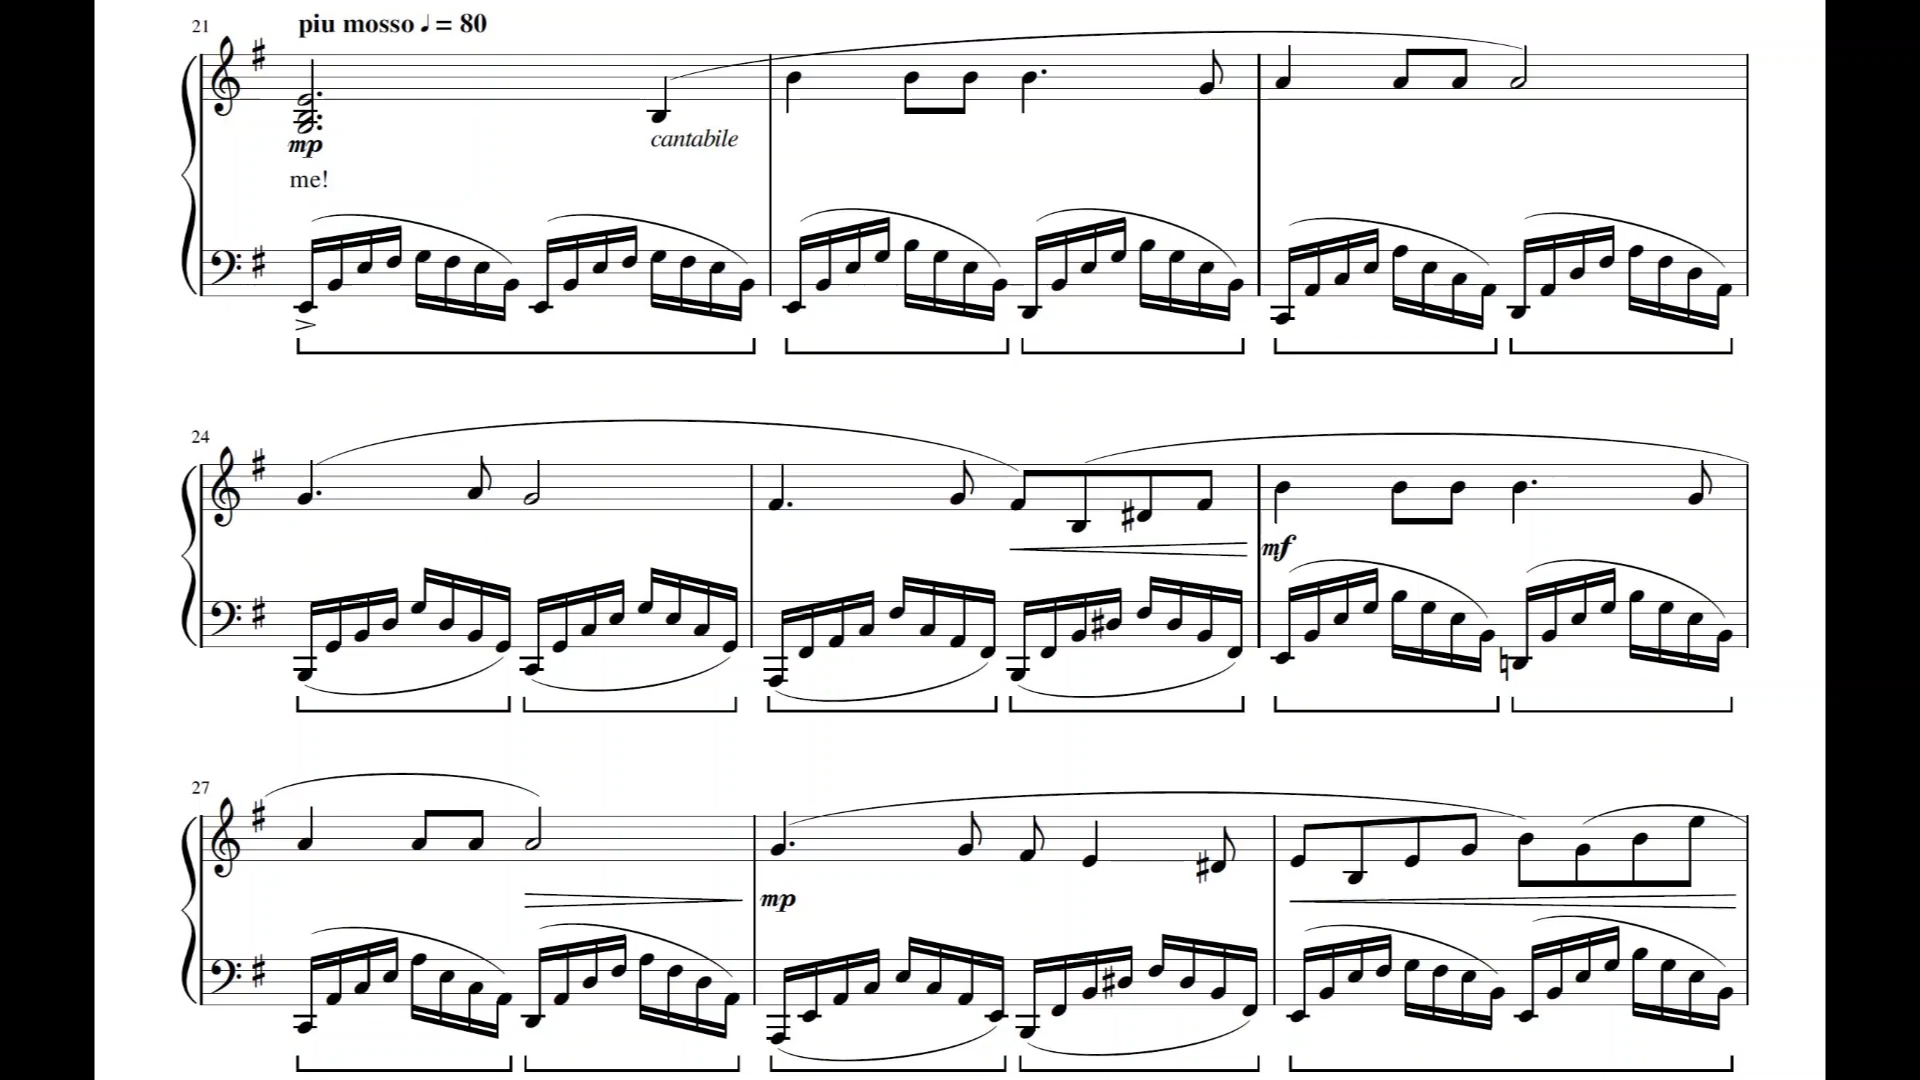 21
piu mosso ♩ = 80
mp
cantabile
me!
24
mf
27
mp